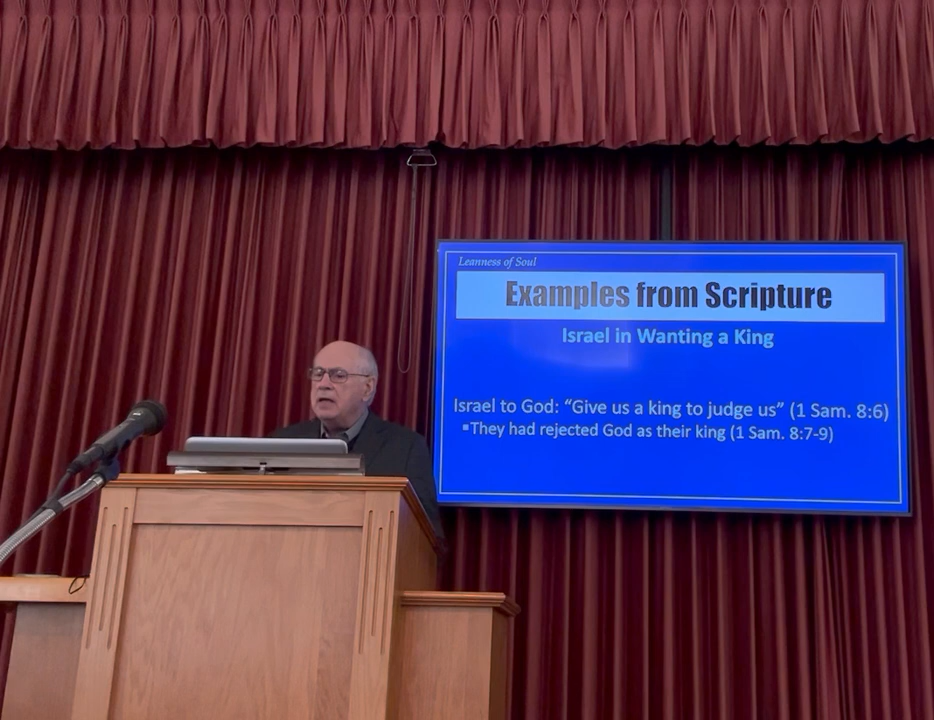 Leanness of Soul
Examples from Scripture
Israel in Wanting a King
Israel to God: “Give us a king to judge us” (1 Sam. 8:6)
▪They had rejected God as their king (1 Sam. 8:7-9)